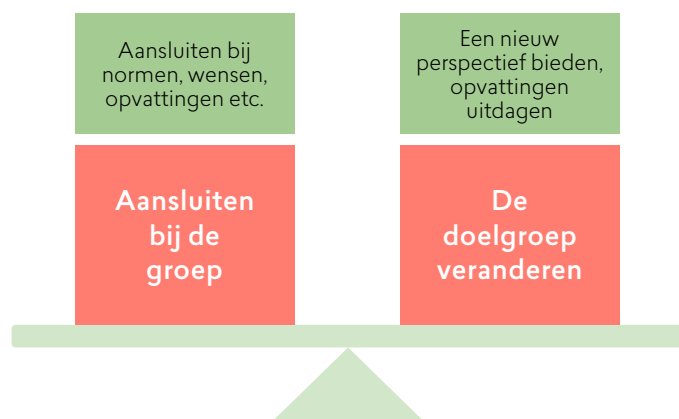 Aansluiten bij
normen, wensen,
opvattingen etc.
Een nieuw
perspectief bieden,
opvattingen
uitdagen
Aansluiten
bij de
groep
De
doelgroep
veranderen